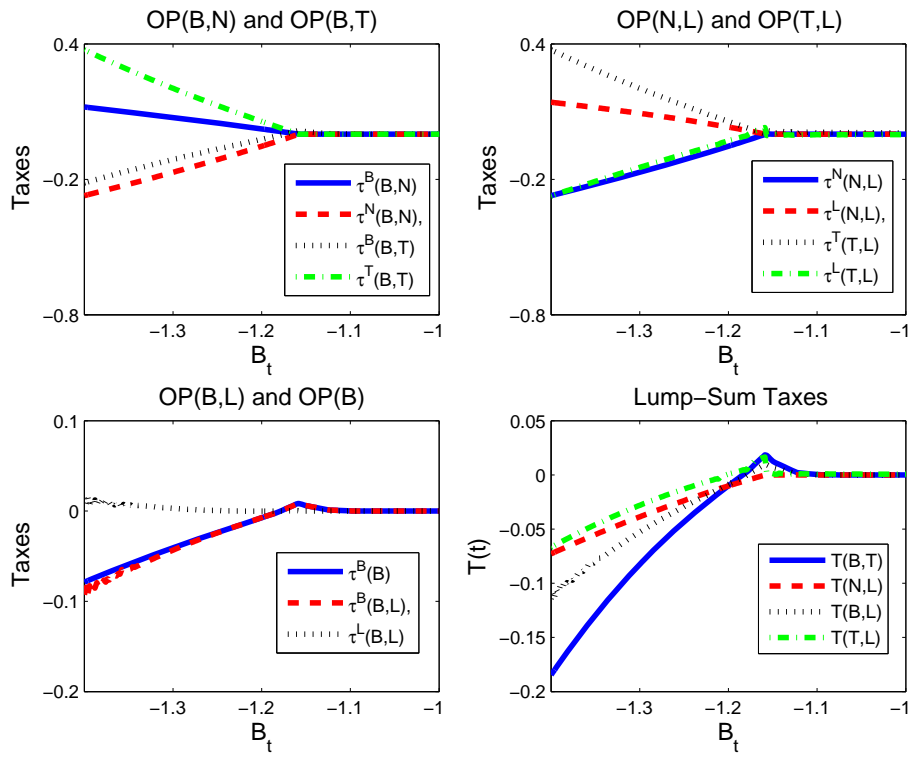 OP(B,N) and OP(B,T)
0.4
−0.2
−0.8
Taxes
τ^B(B,N)
τ^N(B,N),
τ^B(B,T)
τ^T(B,T)
−1.3 −1.2 −1.1 −1
B_t
OP(N,L) and OP(T,L)
0.4
−0.2
−0.8
Taxes
τ^N(N,L)
τ^L(N,L),
τ^T(T,L)
τ^L(T,L)
−1.3 −1.2 −1.1 −1
B_t
OP(B,L) and OP(B)
0.1
0
−0.1
−0.2
Taxes
τ^B(B)
τ^B(B,L),
τ^L(B,L)
−1.3 −1.2 −1.1 −1
B_t
Lump−Sum Taxes
0.05
0
−0.05
−0.1
−0.15
−0.2
T(t)
T(B,T)
T(N,L)
T(B,L)
T(T,L)
−1.3 −1.2 −1.1 −1
B_t